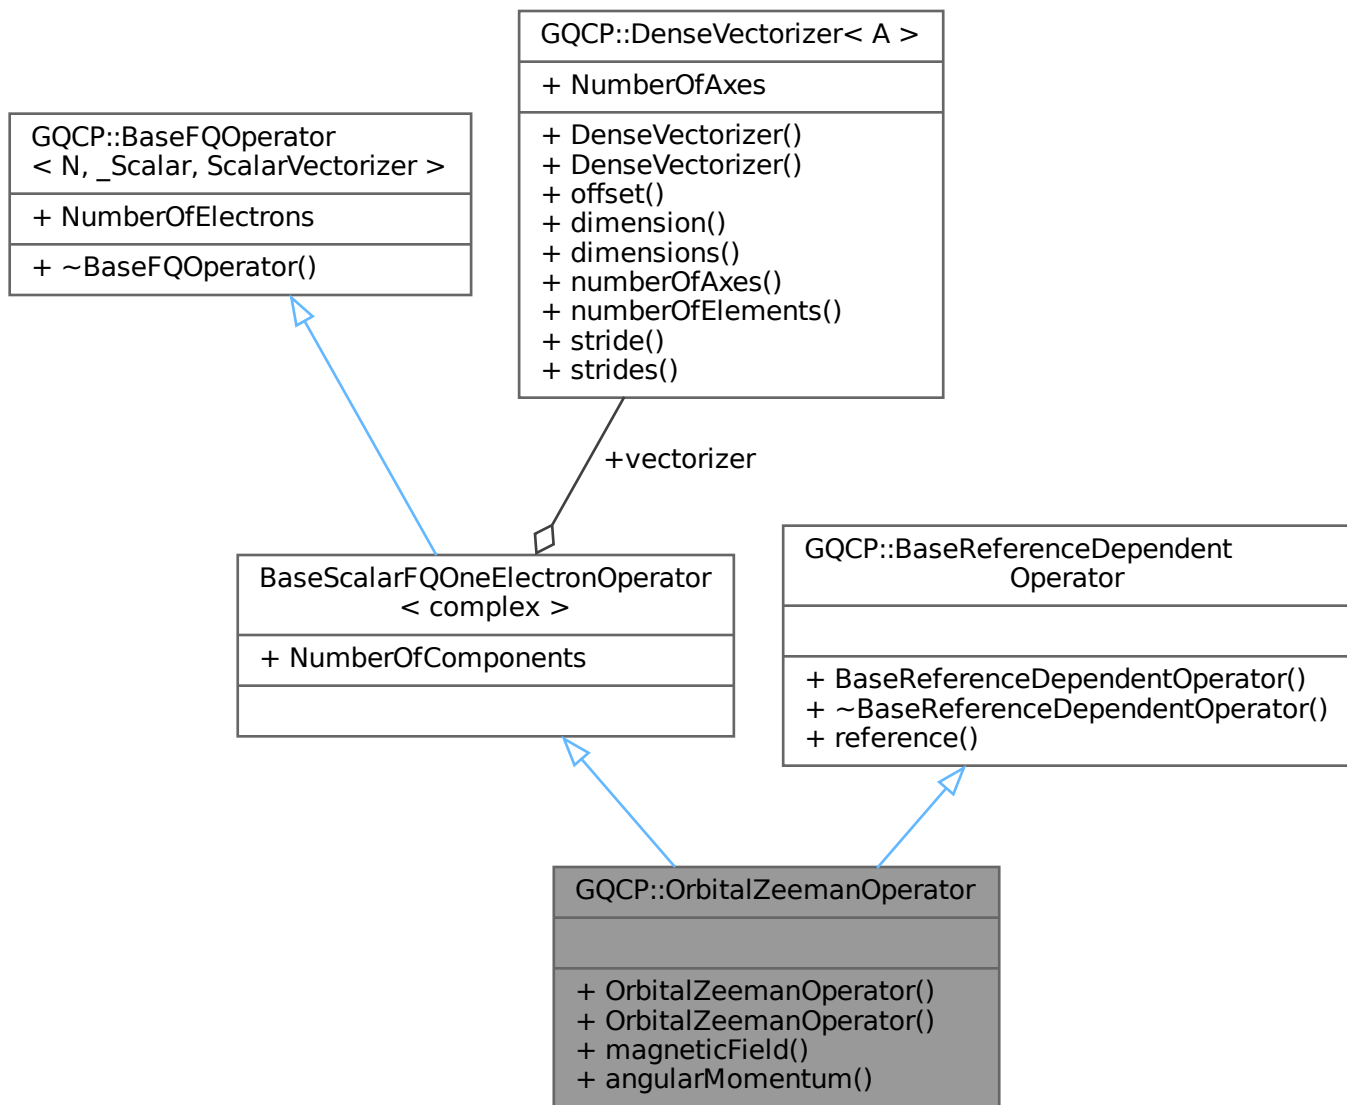 GQCP::DenseVectorizer< A >
+ NumberOfAxes
+ DenseVectorizer()
+ DenseVectorizer()
+ offset()
+ dimension()
+ dimensions()
+ numberOfAxes()
+ numberOfElements()
+ stride()
+ strides()
GQCP::BaseFQOperator
< N, _Scalar, ScalarVectorizer >
+ NumberOfElectrons
+ ~BaseFQOperator()
+vectorizer
BaseScalarFQOneElectronOperator
< complex >
+ NumberOfComponents
GQCP::BaseReferenceDependent
Operator
+ BaseReferenceDependentOperator()
+ ~BaseReferenceDependentOperator()
+ reference()
GQCP::OrbitalZeemanOperator
+ OrbitalZeemanOperator()
+ OrbitalZeemanOperator()
+ magneticField()
+ angularMomentum()